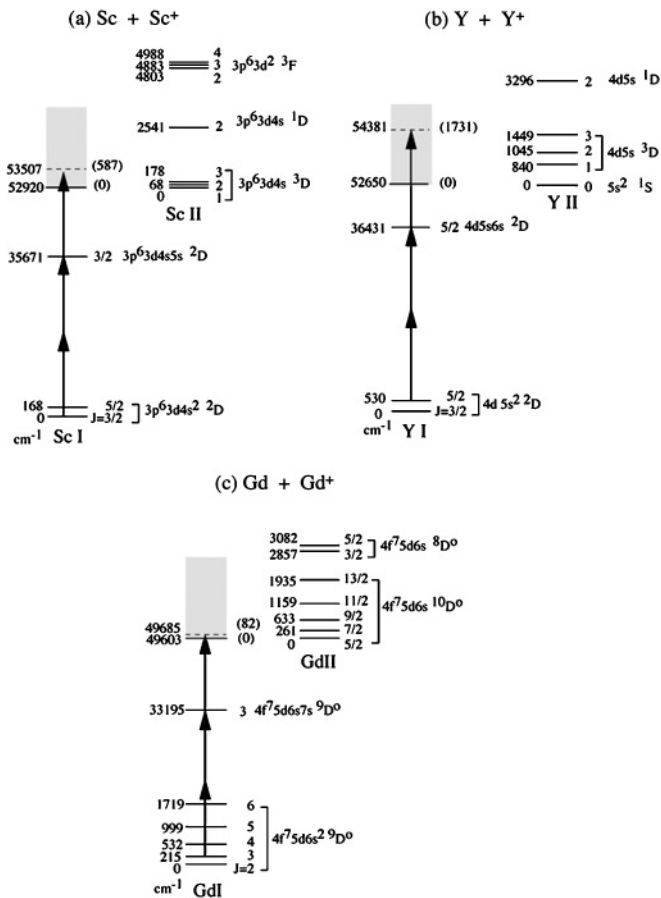 (a) Sc + Sc+
4988 4
4883 3 3p⁶3d² ³F
4803 2
2541 2 3p⁶3d4s ¹D
53507 (587)
52920 (0)
178 3
68 2 3p⁶3d4s ³D
0 1
Sc II
35671 3/2 3p⁶3d4s5s ²D
168 5/2
0 J=3/2 3p⁶3d4s² ²D
cm⁻¹ Sc I
(b) Y + Y⁺
3296 2 4d5s ¹D
54381 (1731)
1449 3
1045 2 4d5s ³D
840 1
52650 (0)
0 0 5s² ¹S
Y II
36431 5/2 4d5s6s ²D
530 5/2
0 J=3/2 4d 5s² ²D
cm⁻¹ Y I
(c) Gd + Gd⁺
3082 5/2
2857 3/2 4f⁷5d6s ⁸Dᵒ
1935 13/2
1159 11/2 4f⁷5d6s ¹⁰Dᵒ
633 9/2
261 7/2
0 5/2
GdII
49685 (82)
49603 (0)
33195 3 4f⁷5d6s7s ⁹Dᵒ
1719 6
999 5
532 4 4f⁷5d6s² ⁹Dᵒ
215 3
0 J=2
cm⁻¹ GdI